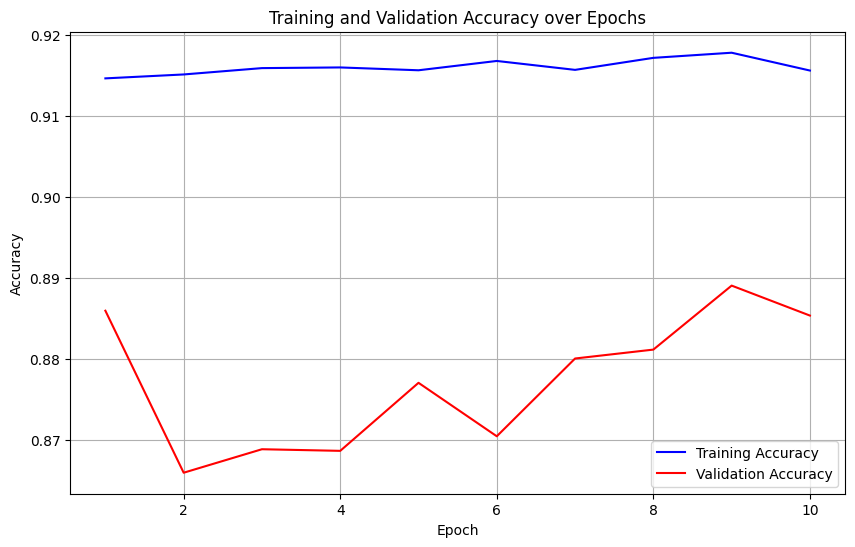 Training and Validation Accuracy over Epochs
0.92
0.91
0.90
0.89
0.88
0.87
Accuracy
2
4
6
8
10
Epoch
Training Accuracy
Validation Accuracy